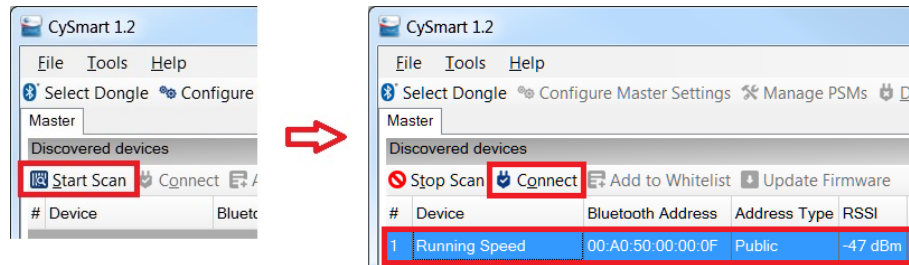 CySmart 1.2
File Tools Help
Select Dongle Configure
Master
Discovered devices
Start Scan Connect
# Device
CySmart 1.2
File Tools Help
Select Dongle Configure Master Settings Manage PSMs
Master
Discovered devices
Stop Scan Connect Add to Whitelist Update Firmware
# Device Bluetooth Address Address Type RSSI
1 Running Speed 00:A0:50:00:00:0F Public -47 dBm